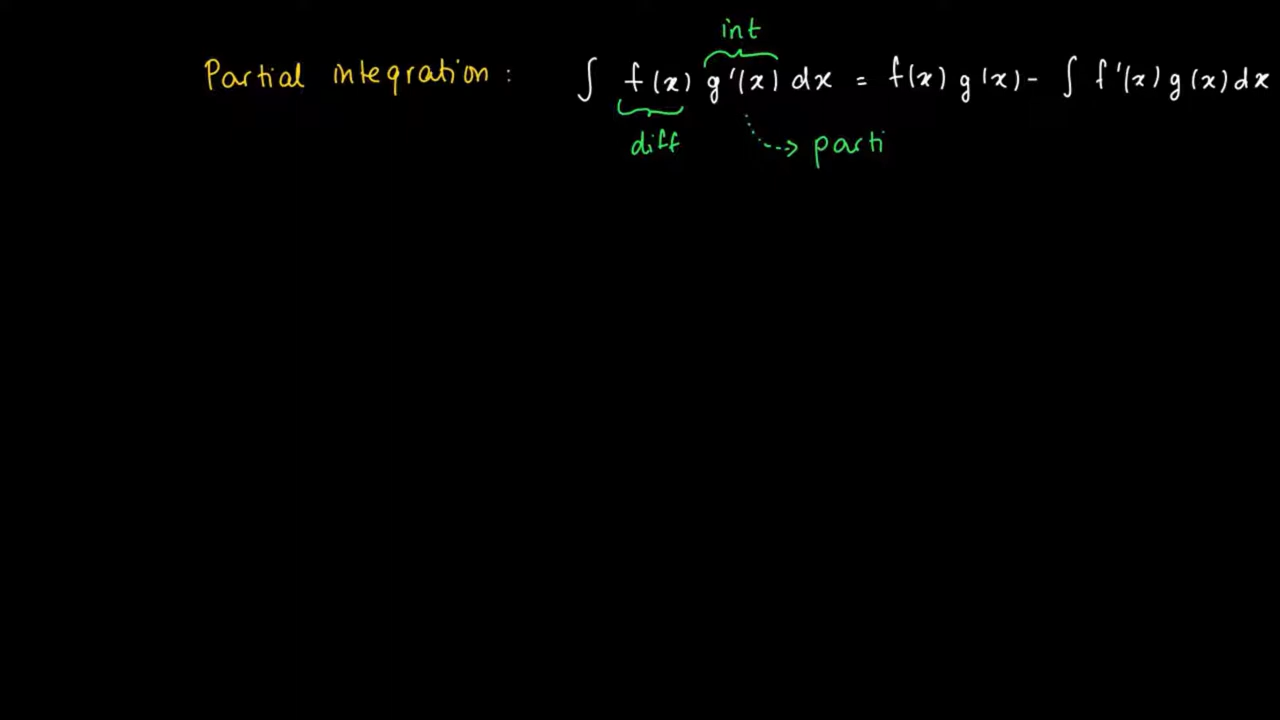 int
Partial integration : ∫ f(x) g'(x) dx = f(x) g(x) - ∫ f'(x) g(x) dx
diff parti